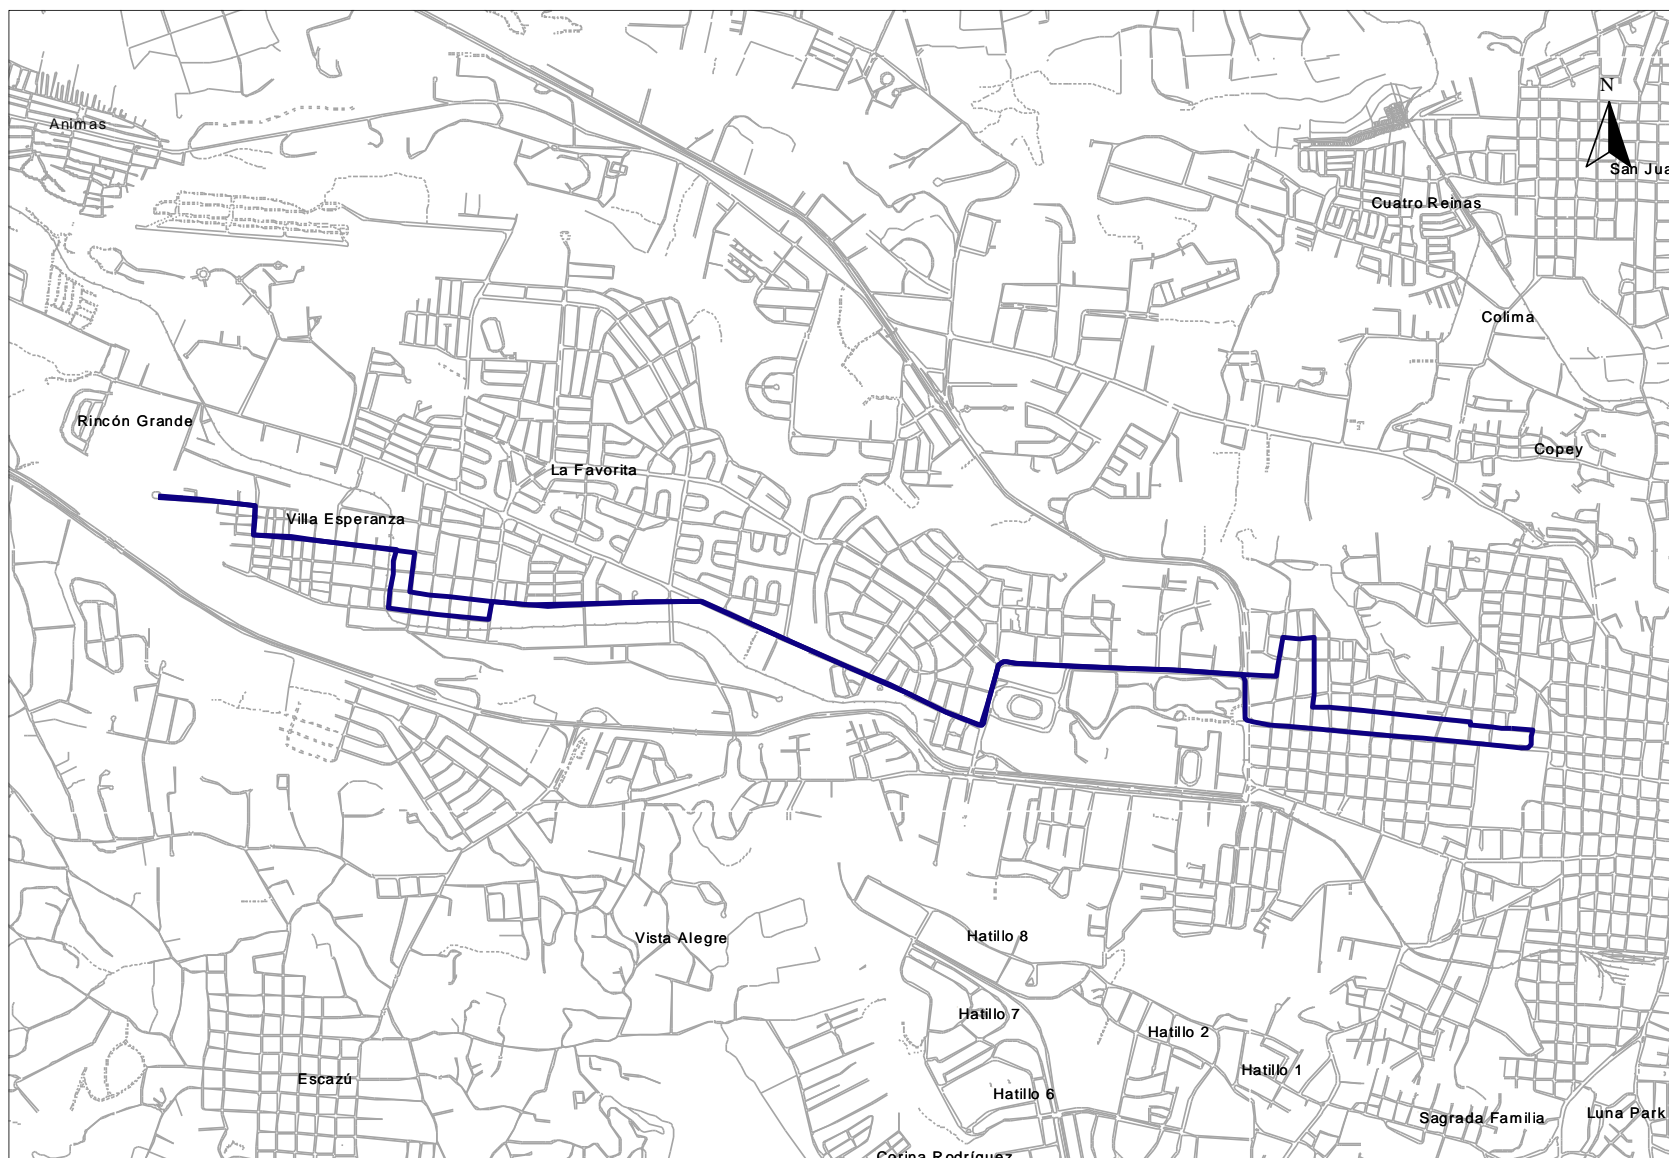 N
Animas
San Jua
Cuatro Reinas
Colima
Rincón Grande
Copey
La Favorita
Villa Esperanza
Hatillo 8
Vista Alegre
Hatillo 7
Hatillo 2
Hatillo 1
Escazú
Hatillo 6
Luna Park
Sagrada Familia
Corina Rodríguez